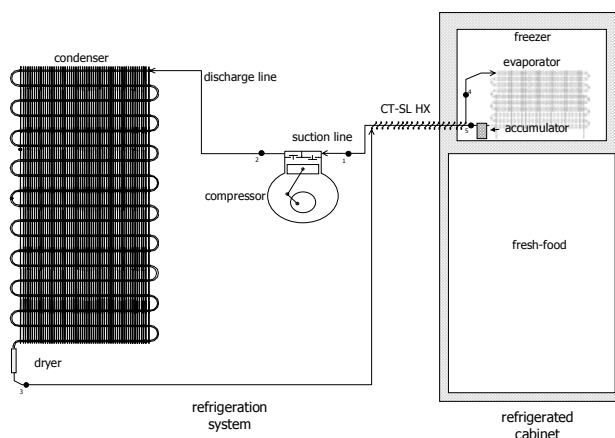 condenser
discharge line
freezer
evaporator
4
CT-SL HX
5
accumulator
suction line
2
1
compressor
fresh-food
dryer
3
refrigeration
system
refrigerated
cabinet